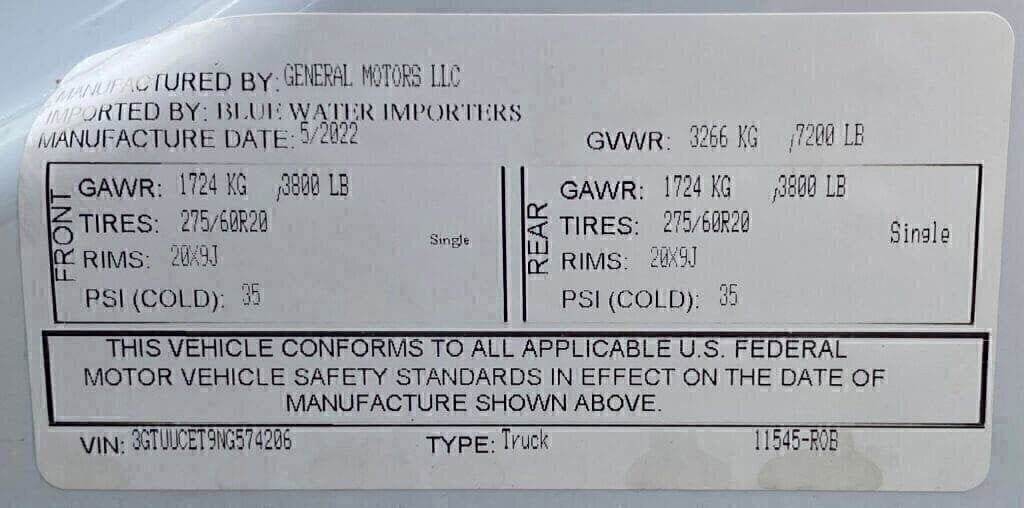 MANUFACTURED BY: GENERAL MOTORS LLC
IMPORTED BY: BLUE WATER IMPORTERS
MANUFACTURE DATE: 5/2022
GVWR: 3266 KG ,7200 LB
FRONT
GAWR: 1724 KG ,3800 LB
TIRES: 275/60R20
Single
RIMS: 20X9J
PSI (COLD): 35
REAR
GAWR: 1724 KG ,3800 LB
TIRES: 275/60R20
Single
RIMS: 20X9J
PSI (COLD): 35
THIS VEHICLE CONFORMS TO ALL APPLICABLE U.S. FEDERAL
MOTOR VEHICLE SAFETY STANDARDS IN EFFECT ON THE DATE OF
MANUFACTURE SHOWN ABOVE.
VIN: 3GTUUCET9NG574206 TYPE: Truck 11545-ROB